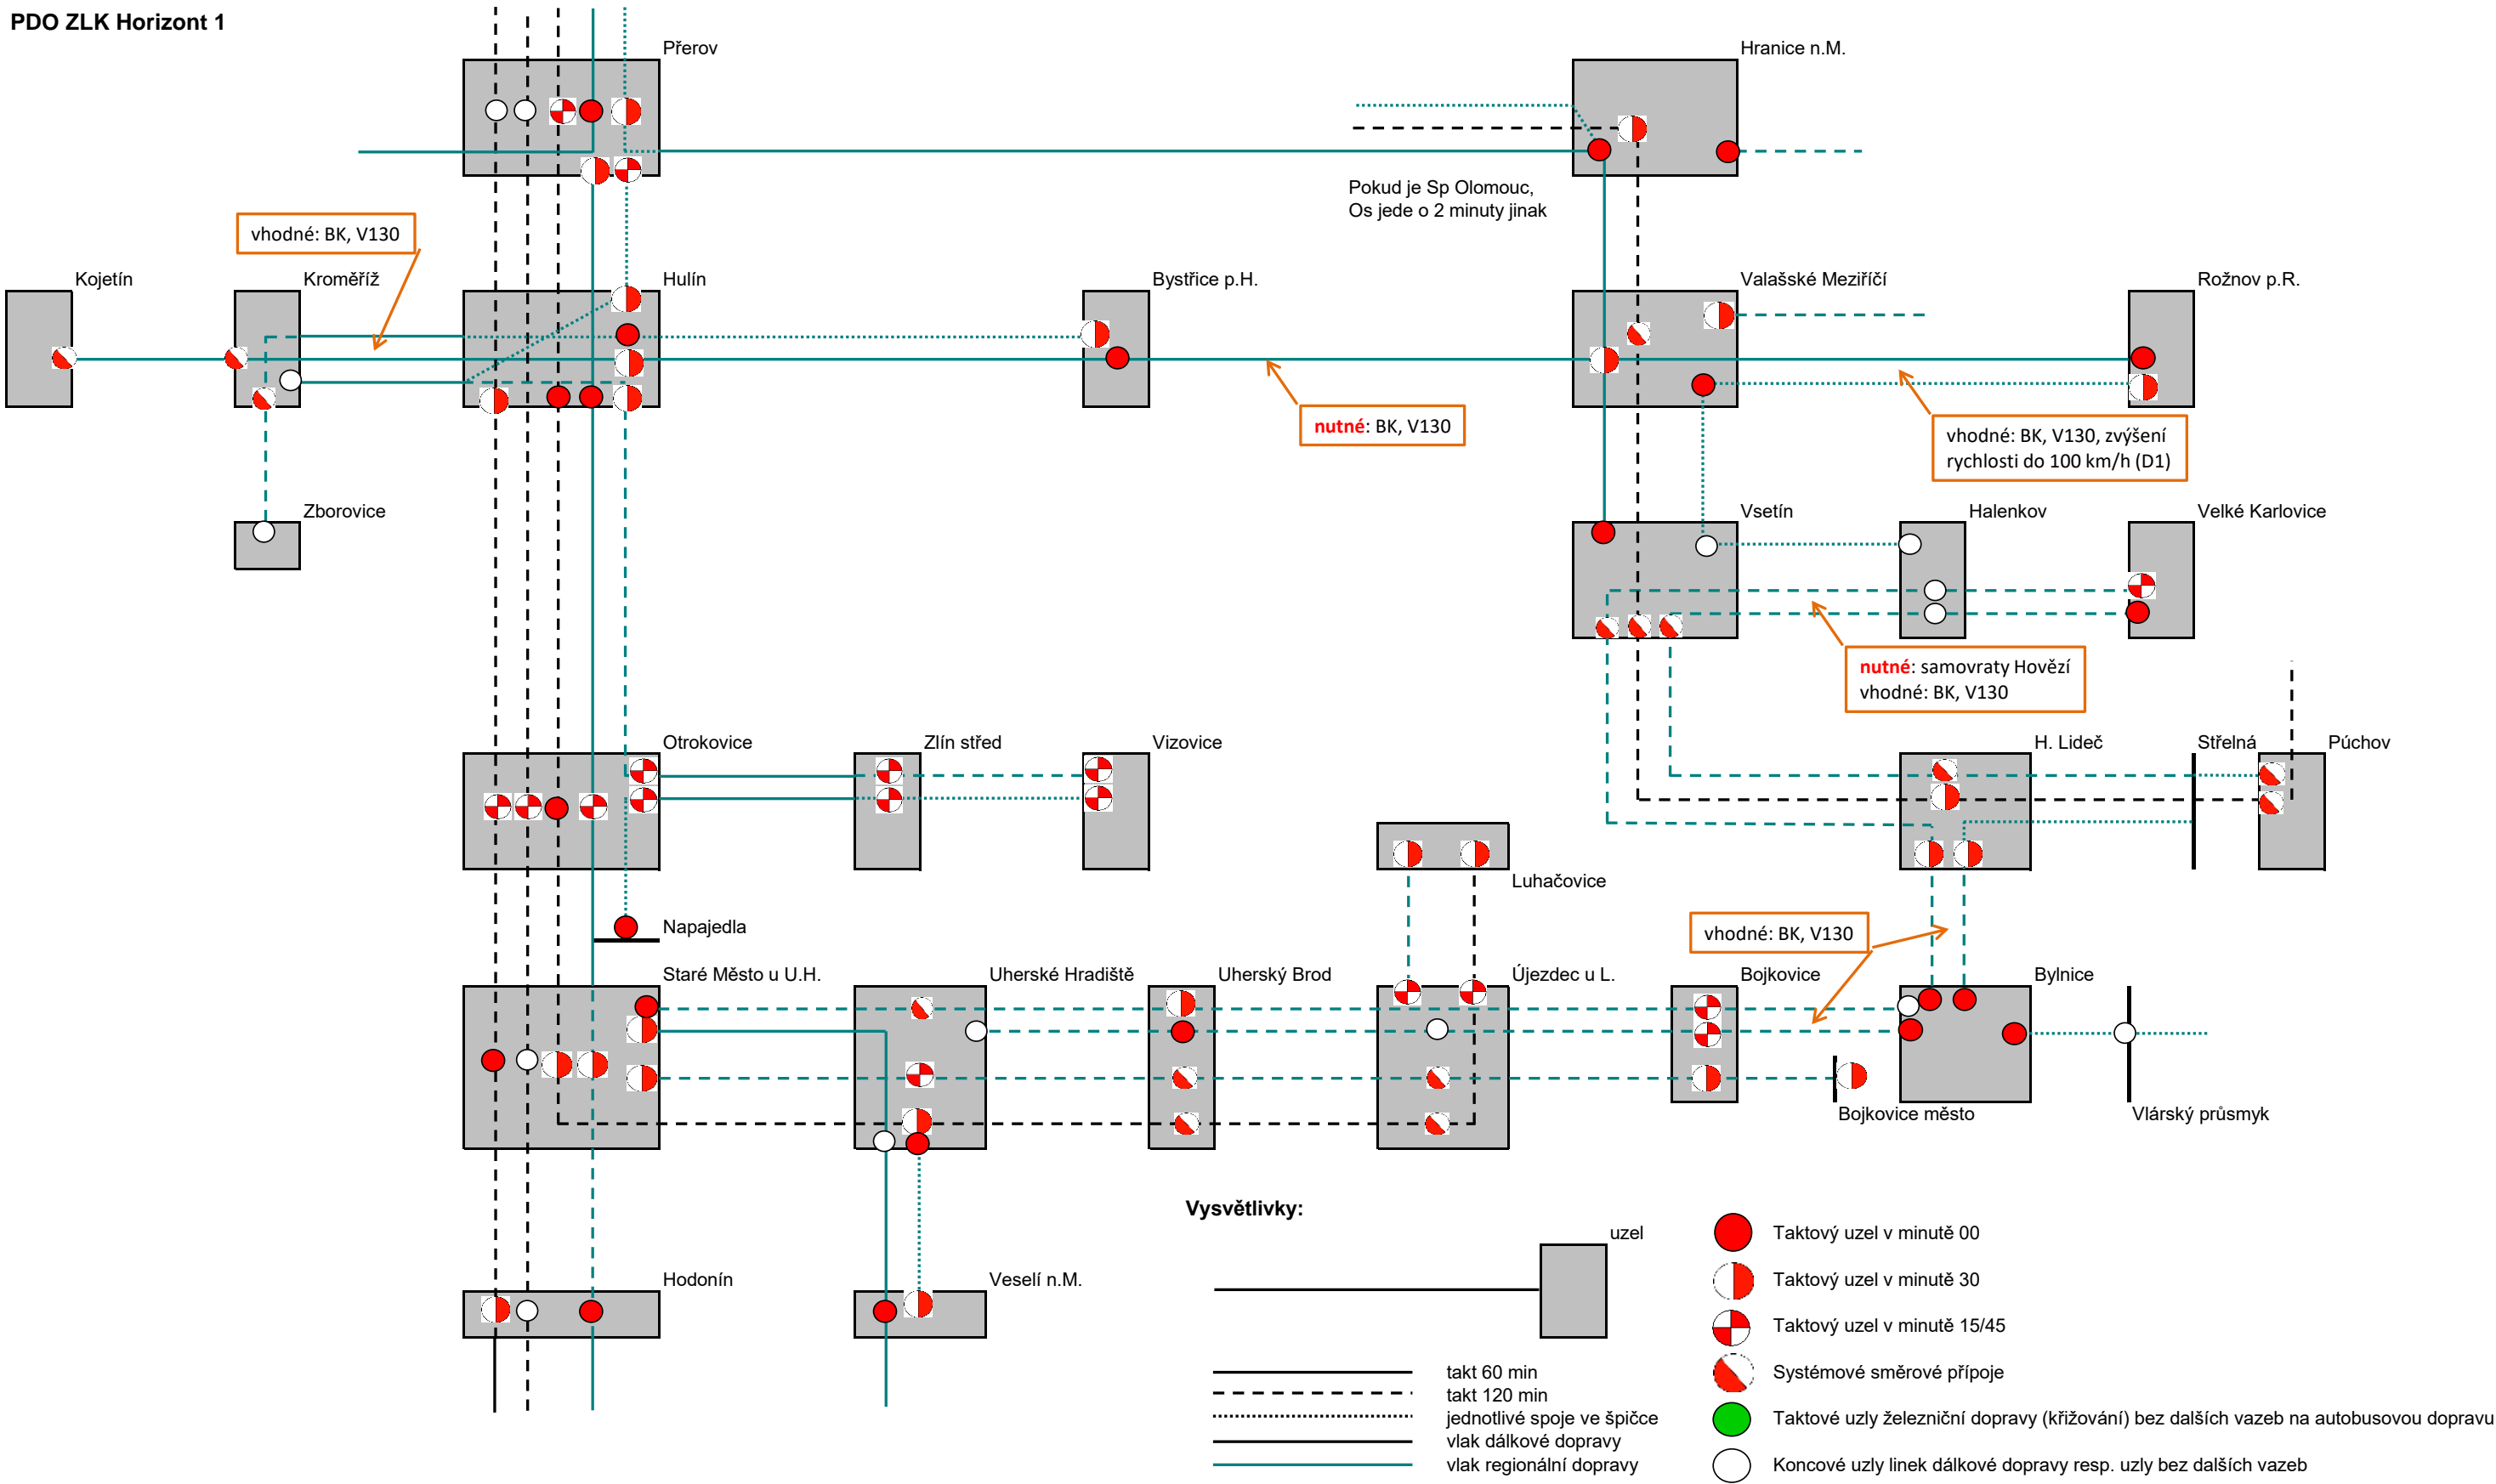 PDO ZLK Horizont 1
Přerov
Hranice n.M.
Pokud je Sp Olomouc,
Os jede o 2 minuty jinak
vhodné: BK, V130
Kojetín
Kroměříž
Hulín
Bystřice p.H.
Valašské Meziříčí
Rožnov p.R.
nutné: BK, V130
vhodné: BK, V130, zvýšení
rychlosti do 100 km/h (D1)
Zborovice
Vsetín
Halenkov
Velké Karlovice
nutné: samovraty Hovězí
vhodné: BK, V130
Otrokovice
Zlín střed
Vizovice
H. Lideč
Střelná
Púchov
Luhačovice
Napajedla
vhodné: BK, V130
Staré Město u U.H.
Uherské Hradiště
Uherský Brod
Újezdec u L.
Bojkovice
Bylnice
Bojkovice město
Vlárský průsmyk
Hodonín
Veselí n.M.
Vysvětlivky:
uzel
takt 60 min
takt 120 min
jednotlivé spoje ve špičce
vlak dálkové dopravy
vlak regionální dopravy
Taktový uzel v minutě 00
Taktový uzel v minutě 30
Taktový uzel v minutě 15/45
Systémové směrové přípoje
Taktové uzly železniční dopravy (křižování) bez dalších vazeb na autobusovou dopravu
Koncové uzly linek dálkové dopravy resp. uzly bez dalších vazeb